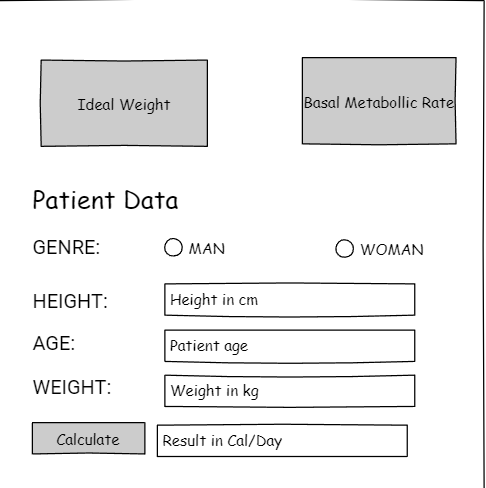 Ideal Weight
Basal Metabollic Rate
Patient Data
GENRE: MAN WOMAN
HEIGHT: Height in cm
AGE: Patient age
WEIGHT: Weight in kg
Calculate Result in Cal/Day